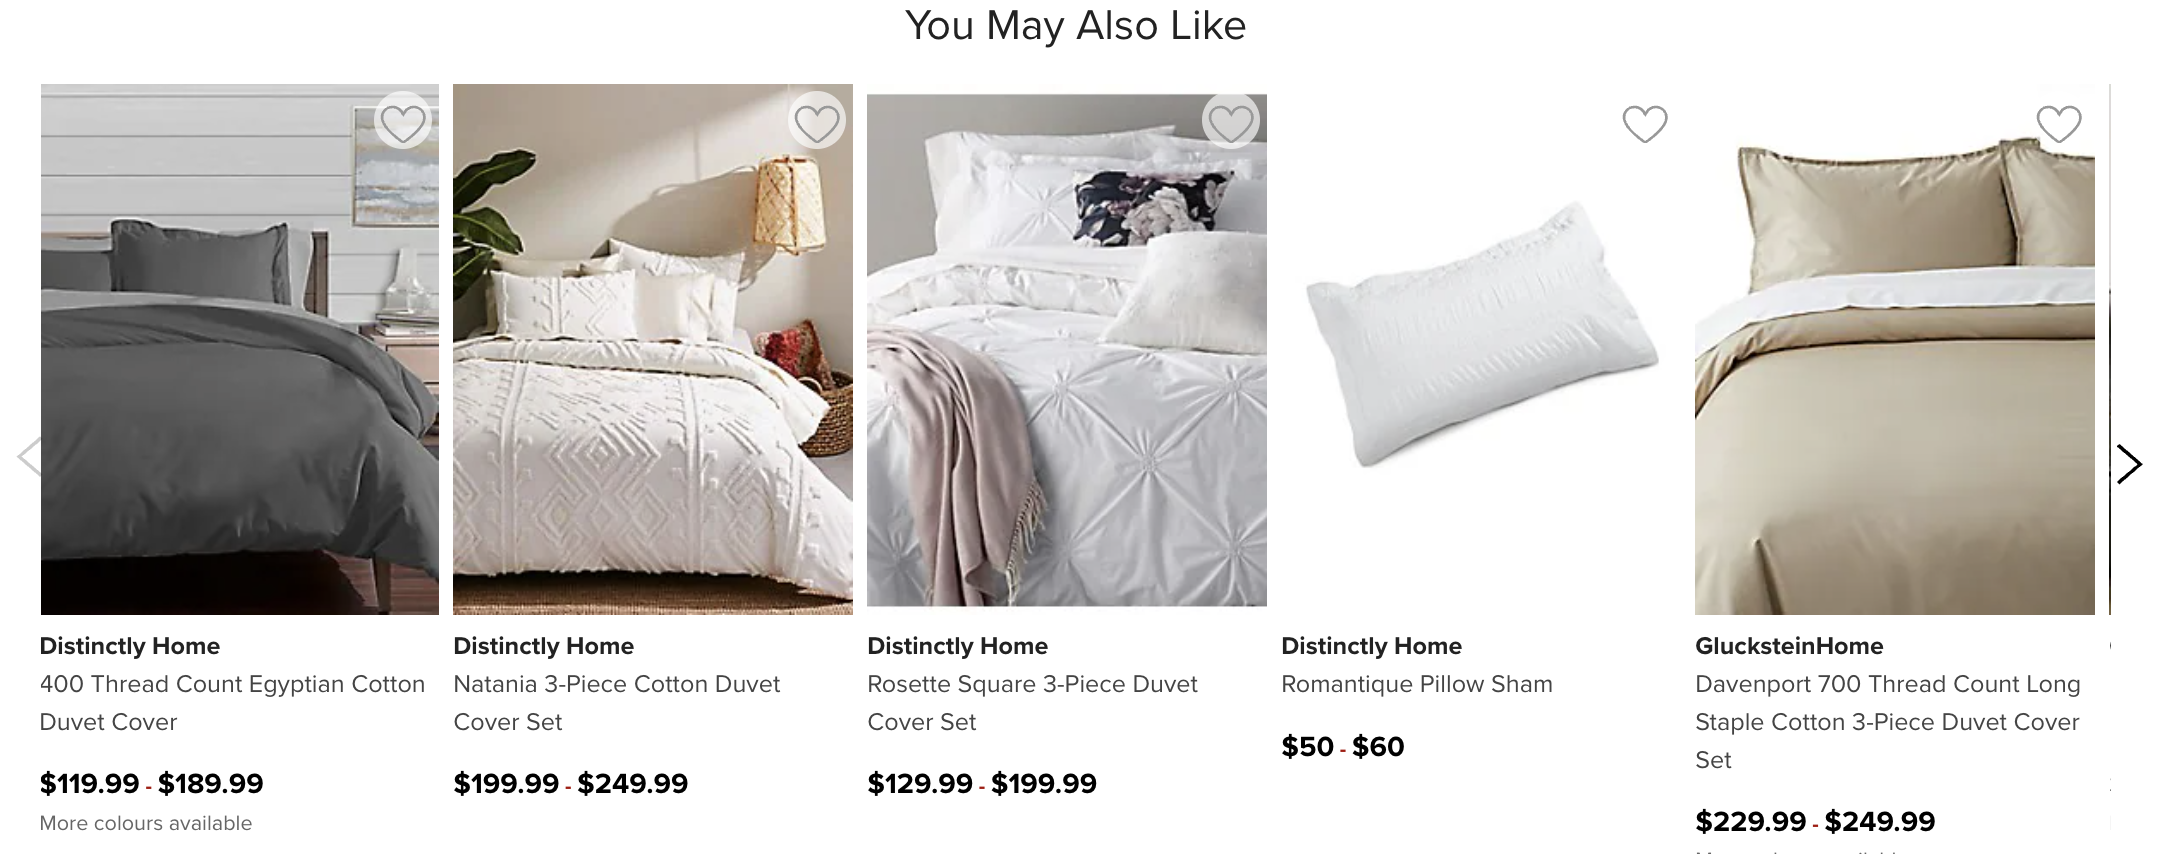 You May Also Like
Distinctly Home
400 Thread Count Egyptian Cotton
Duvet Cover
$119.99 - $189.99
More colours available
Distinctly Home
Natania 3-Piece Cotton Duvet
Cover Set
$199.99 - $249.99
Distinctly Home
Rosette Square 3-Piece Duvet
Cover Set
$129.99 - $199.99
Distinctly Home
Romantique Pillow Sham
$50 - $60
GlucksteinHome
Davenport 700 Thread Count Long
Staple Cotton 3-Piece Duvet Cover
Set
$229.99 - $249.99